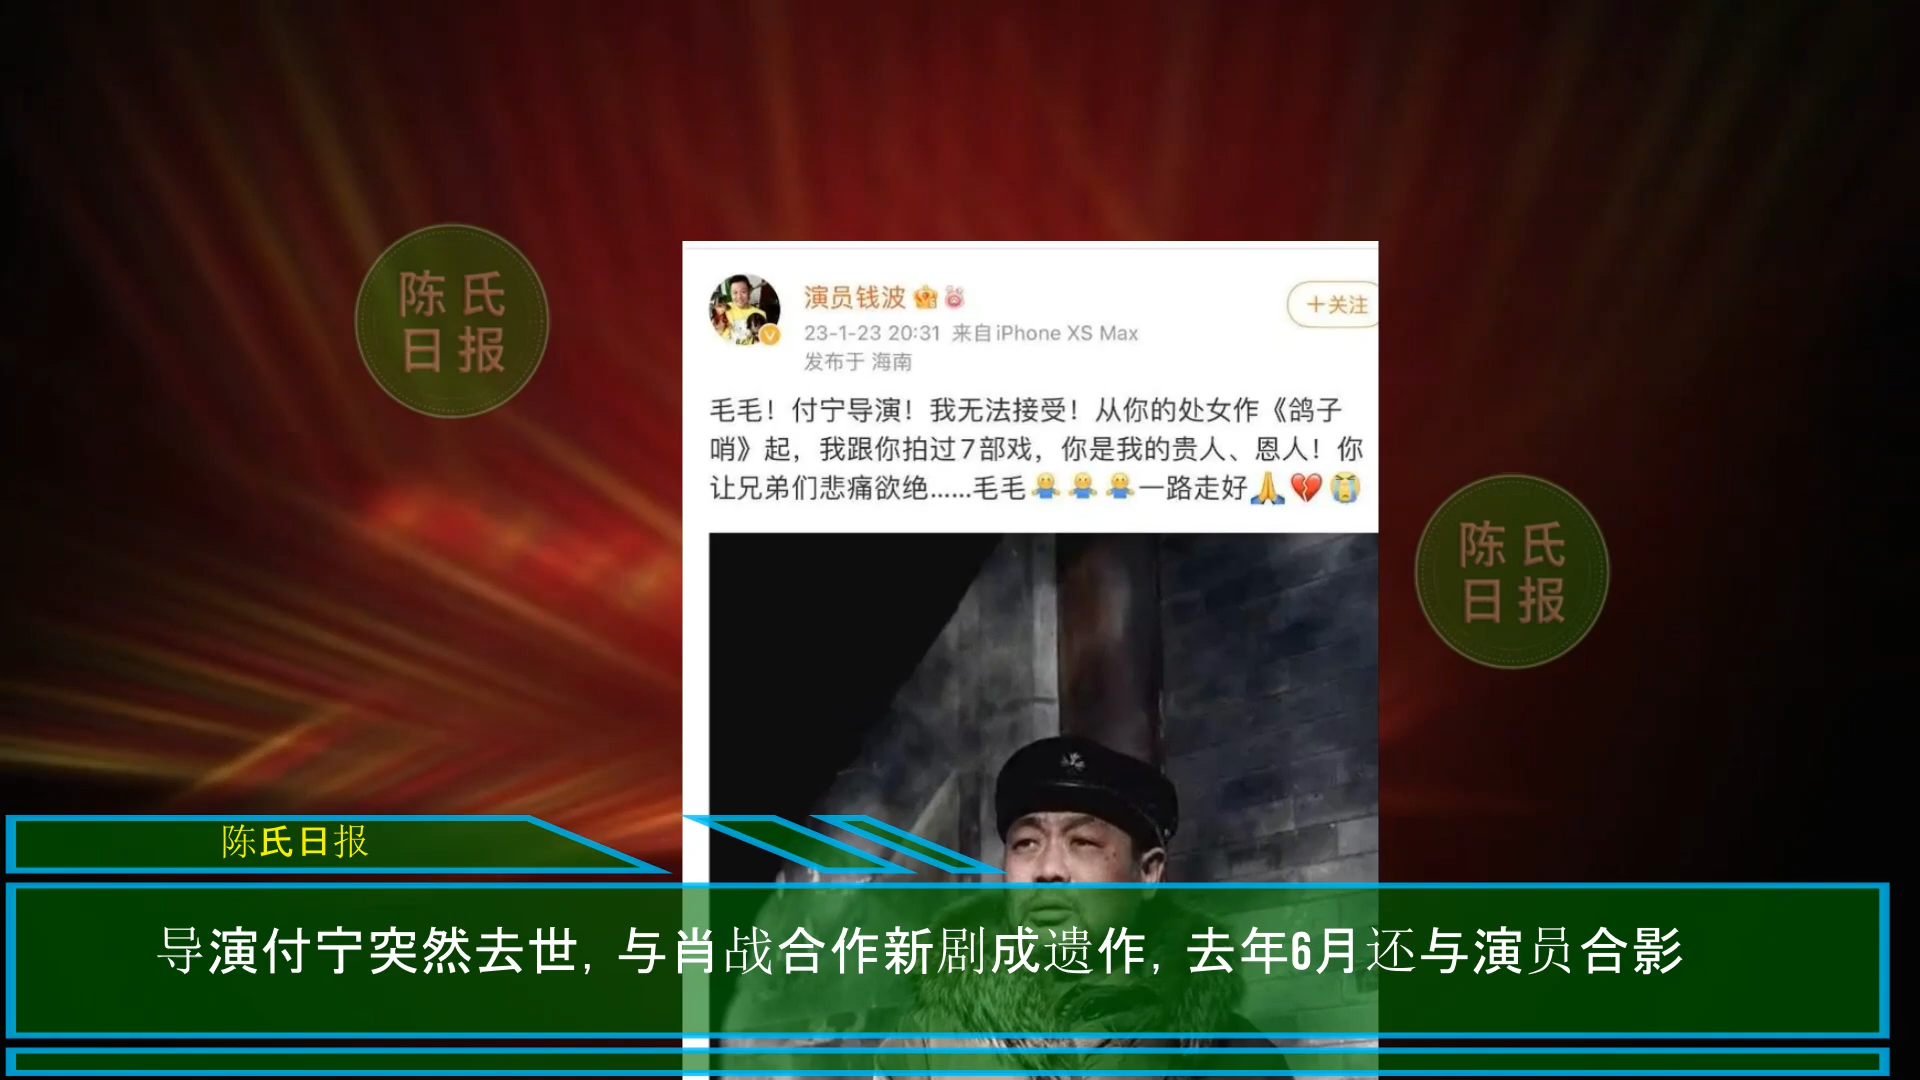 陈氏
日报
演员钱波
+关注
23-1-23 20:31 来自iPhone XS Max
发布于 海南
毛毛！付宁导演！我无法接受！从你的处女作《鸽子
哨》起，我跟你拍过7部戏，你是我的贵人、恩人！你
让兄弟们悲痛欲绝……毛毛🤷🤷🤷一路走好🙏💔😭
陈氏
日报
陈氏日报
导演付宁突然去世, 与肖战合作新剧成遗作, 去年6月还与演员合影